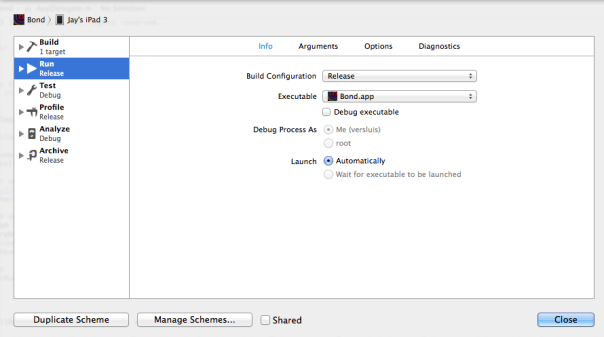 Bond
Jay's iPad 3
Build
1 target
Run
Release
Test
Debug
Profile
Release
Analyze
Debug
Archive
Release
Info Arguments Options Diagnostics
Build Configuration Release
Executable Bond.app
Debug executable
Debug Process As Me (versluis)
root
Launch Automatically
Wait for executable to be launched
Duplicate Scheme Manage Schemes... Shared Close